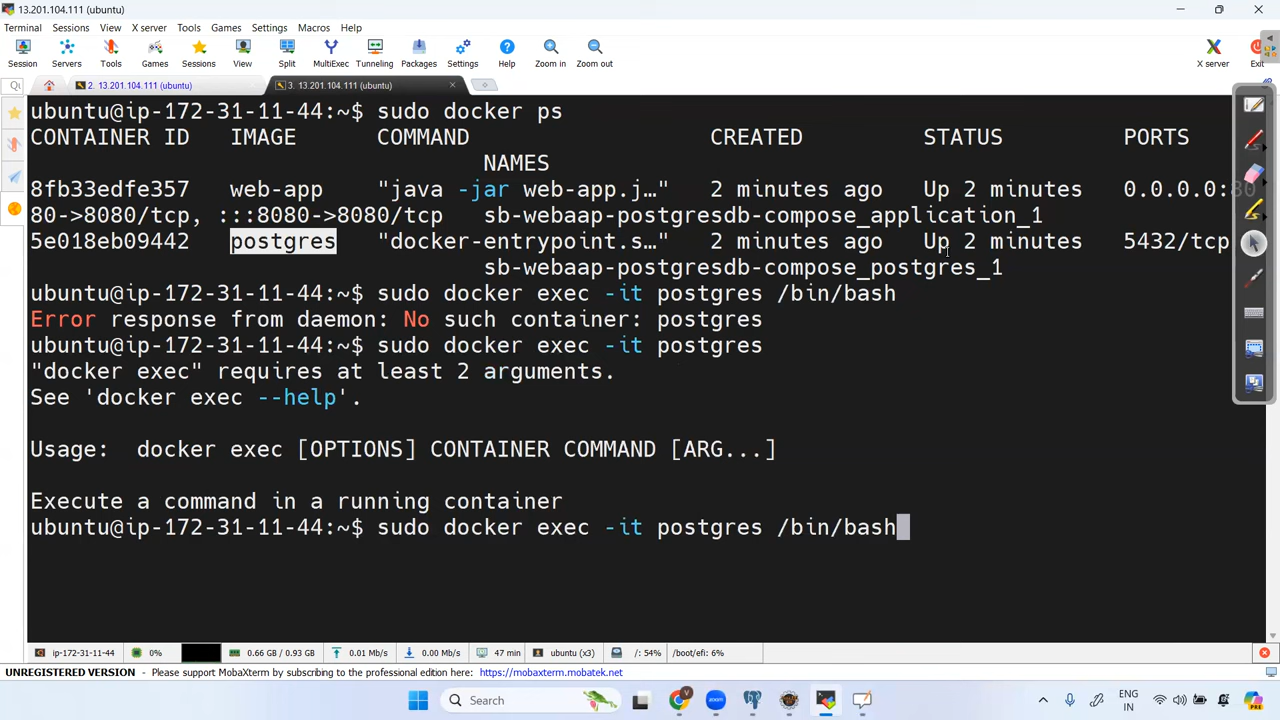 13.201.104.111 (ubuntu)
Terminal Sessions View X server Tools Games Settings Macros Help
Session Servers Tools Games Sessions View Split MultiExec Tunneling Packages Settings Help Zoom in Zoom out X server Exit
2. 13.201.104.111 (ubuntu) 3. 13.201.104.111 (ubuntu)
ubuntu@ip-172-31-11-44:~$ sudo docker ps
CONTAINER ID IMAGE COMMAND CREATED STATUS PORTS
NAMES
8fb33edfe357 web-app "java -jar web-app.j…" 2 minutes ago Up 2 minutes 0.0.0.0:80
80->8080/tcp, :::8080->8080/tcp sb-webaap-postgresdb-compose_application_1
5e018eb09442 postgres "docker-entrypoint.s…" 2 minutes ago Up 2 minutes 5432/tcp
sb-webaap-postgresdb-compose_postgres_1
ubuntu@ip-172-31-11-44:~$ sudo docker exec -it postgres /bin/bash
Error response from daemon: No such container: postgres
ubuntu@ip-172-31-11-44:~$ sudo docker exec -it postgres
"docker exec" requires at least 2 arguments.
See 'docker exec --help'.
Usage: docker exec [OPTIONS] CONTAINER COMMAND [ARG...]
Execute a command in a running container
ubuntu@ip-172-31-11-44:~$ sudo docker exec -it postgres /bin/bash
ip-172-31-11-44 0% 0.66 GB / 0.93 GB 0.01 Mb/s 0.00 Mb/s 47 min ubuntu (x3) /: 54% /boot/efi: 6%
UNREGISTERED VERSION - Please support MobaXterm by subscribing to the professional edition here: https://mobaxterm.mobatek.net
Search ENG
IN